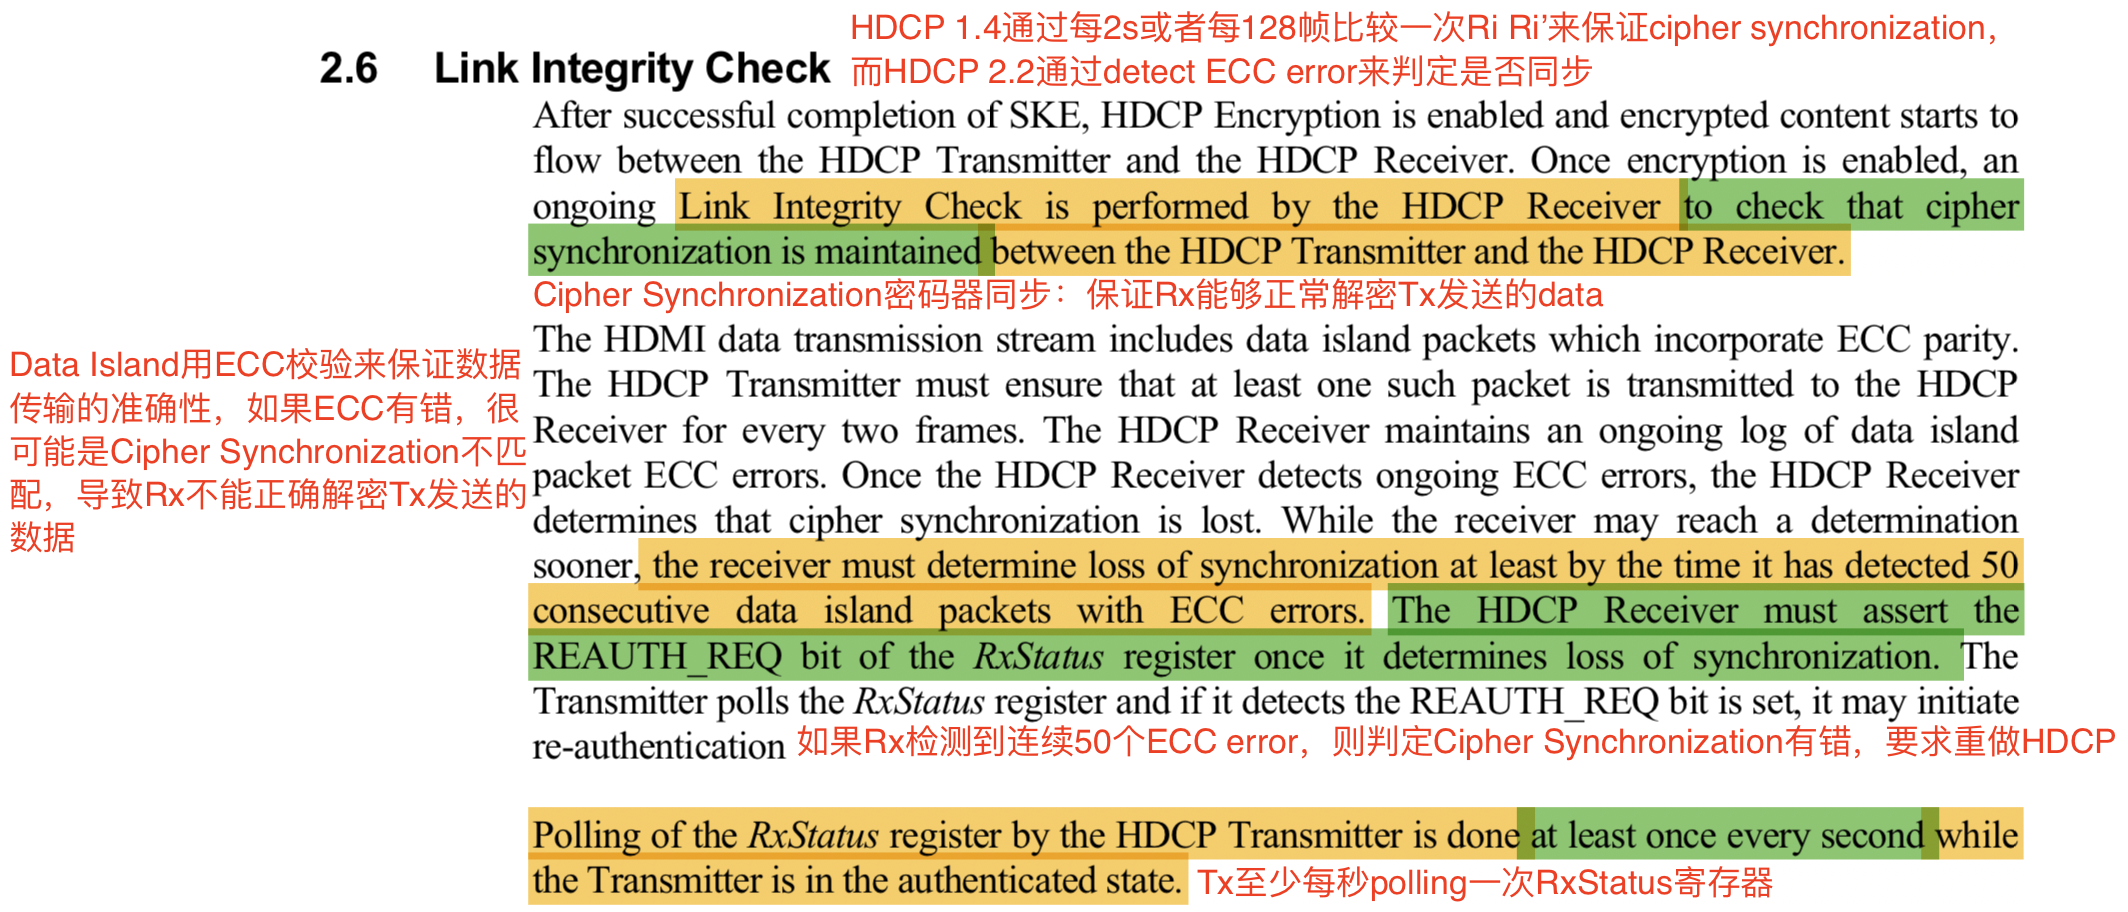 HDCP 1.4通过每2s或者每128帧比较一次Ri Ri’来保证cipher synchronization，
而HDCP 2.2通过detect ECC error来判定是否同步
2.6 Link Integrity Check
After successful completion of SKE, HDCP Encryption is enabled and encrypted content starts to
flow between the HDCP Transmitter and the HDCP Receiver. Once encryption is enabled, an
ongoing Link Integrity Check is performed by the HDCP Receiver to check that cipher
synchronization is maintained between the HDCP Transmitter and the HDCP Receiver.
Cipher Synchronization密码器同步：保证Rx能够正常解密Tx发送的data
The HDMI data transmission stream includes data island packets which incorporate ECC parity.
The HDCP Transmitter must ensure that at least one such packet is transmitted to the HDCP
Receiver for every two frames. The HDCP Receiver maintains an ongoing log of data island
packet ECC errors. Once the HDCP Receiver detects ongoing ECC errors, the HDCP Receiver
determines that cipher synchronization is lost. While the receiver may reach a determination
sooner, the receiver must determine loss of synchronization at least by the time it has detected 50
consecutive data island packets with ECC errors. The HDCP Receiver must assert the
REAUTH_REQ bit of the RxStatus register once it determines loss of synchronization. The
Transmitter polls the RxStatus register and if it detects the REAUTH_REQ bit is set, it may initiate
re-authentication
Data Island用ECC校验来保证数据
传输的准确性，如果ECC有错，很
可能是Cipher Synchronization不匹
配，导致Rx不能正确解密Tx发送的
数据
如果Rx检测到连续50个ECC error，则判定Cipher Synchronization有错，要求重做HDCP
Polling of the RxStatus register by the HDCP Transmitter is done at least once every second while
the Transmitter is in the authenticated state.
Tx至少每秒polling一次RxStatus寄存器